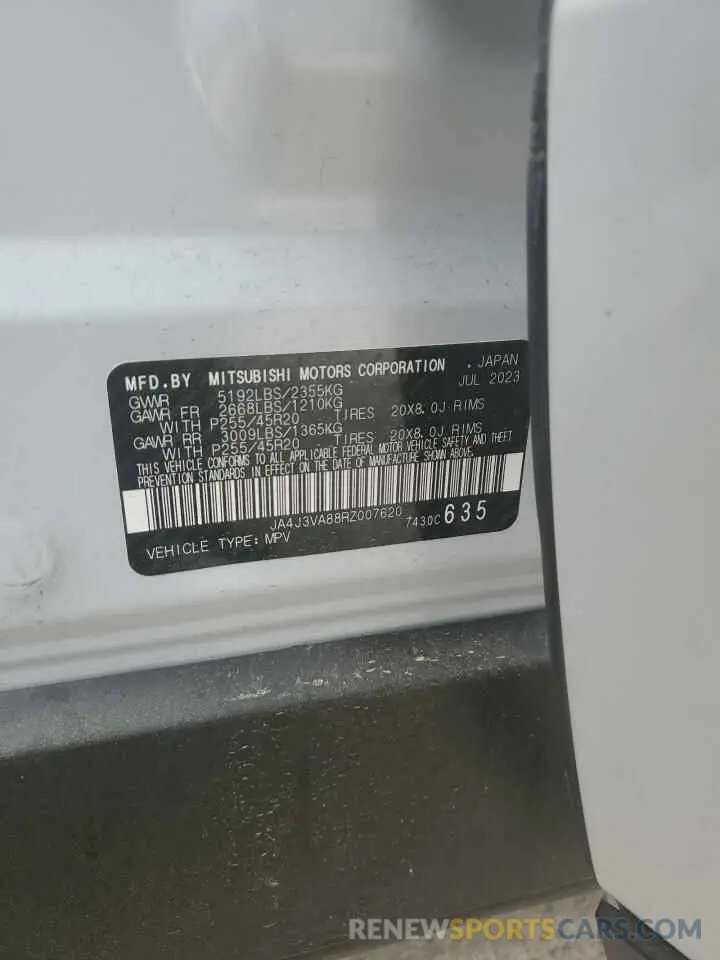 MFD.BY MITSUBISHI MOTORS CORPORATION . JAPAN
GVWR 5192LBS/2355KG JUL 2023
GAWR FR 2668LBS/1210KG
WITH P255/45R20 TIRES 20X8.0J RIMS
GAWR RR 3009LBS/1365KG
WITH P255/45R20 TIRES 20X8.0J RIMS
THIS VEHICLE CONFORMS TO ALL APPLICABLE FEDERAL MOTOR VEHICLE SAFETY AND THEFT
PREVENTION STANDARDS IN EFFECT ON THE DATE OF MANUFACTURE SHOWN ABOVE.
JA4J3VA88RZ007620 7430C 635
VEHICLE TYPE: MPV
RENEWSPORTSCARS.COM